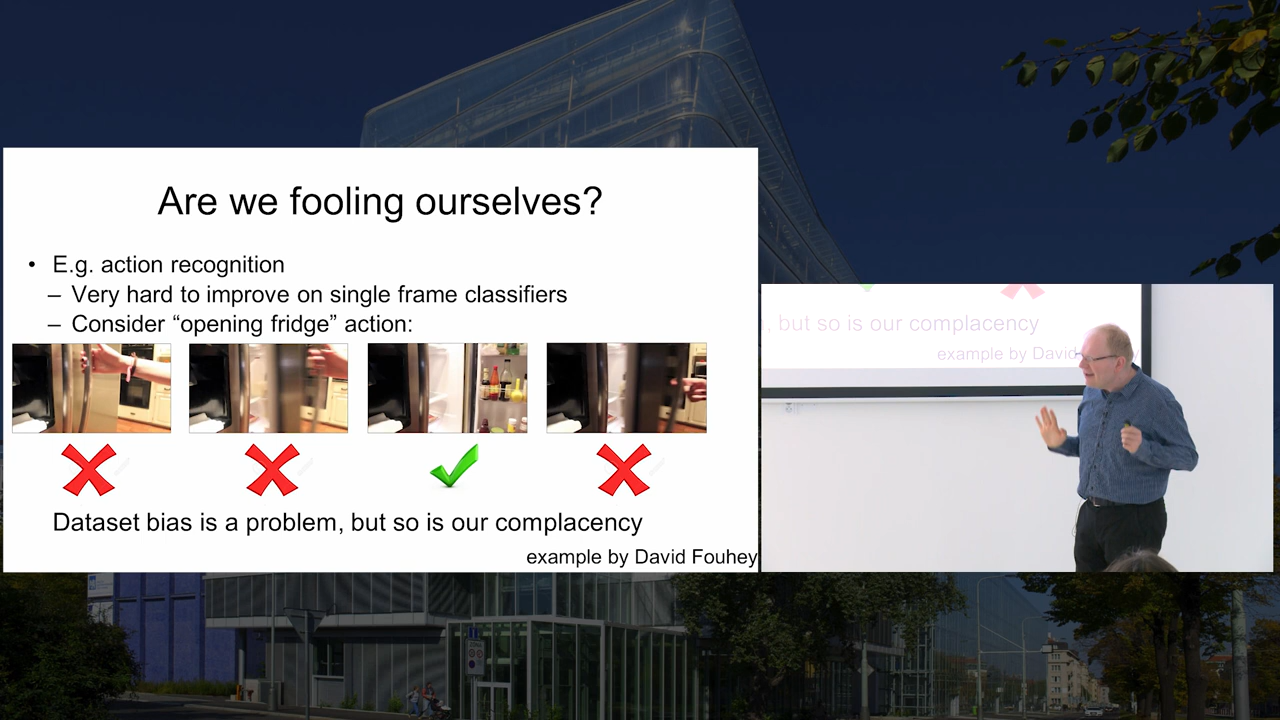 Are we fooling ourselves?
• E.g. action recognition
– Very hard to improve on single frame classifiers
– Consider “opening fridge” action:
Dataset bias is a problem, but so is our complacency
example by David Fouhey
, but so is our complacency
example by David